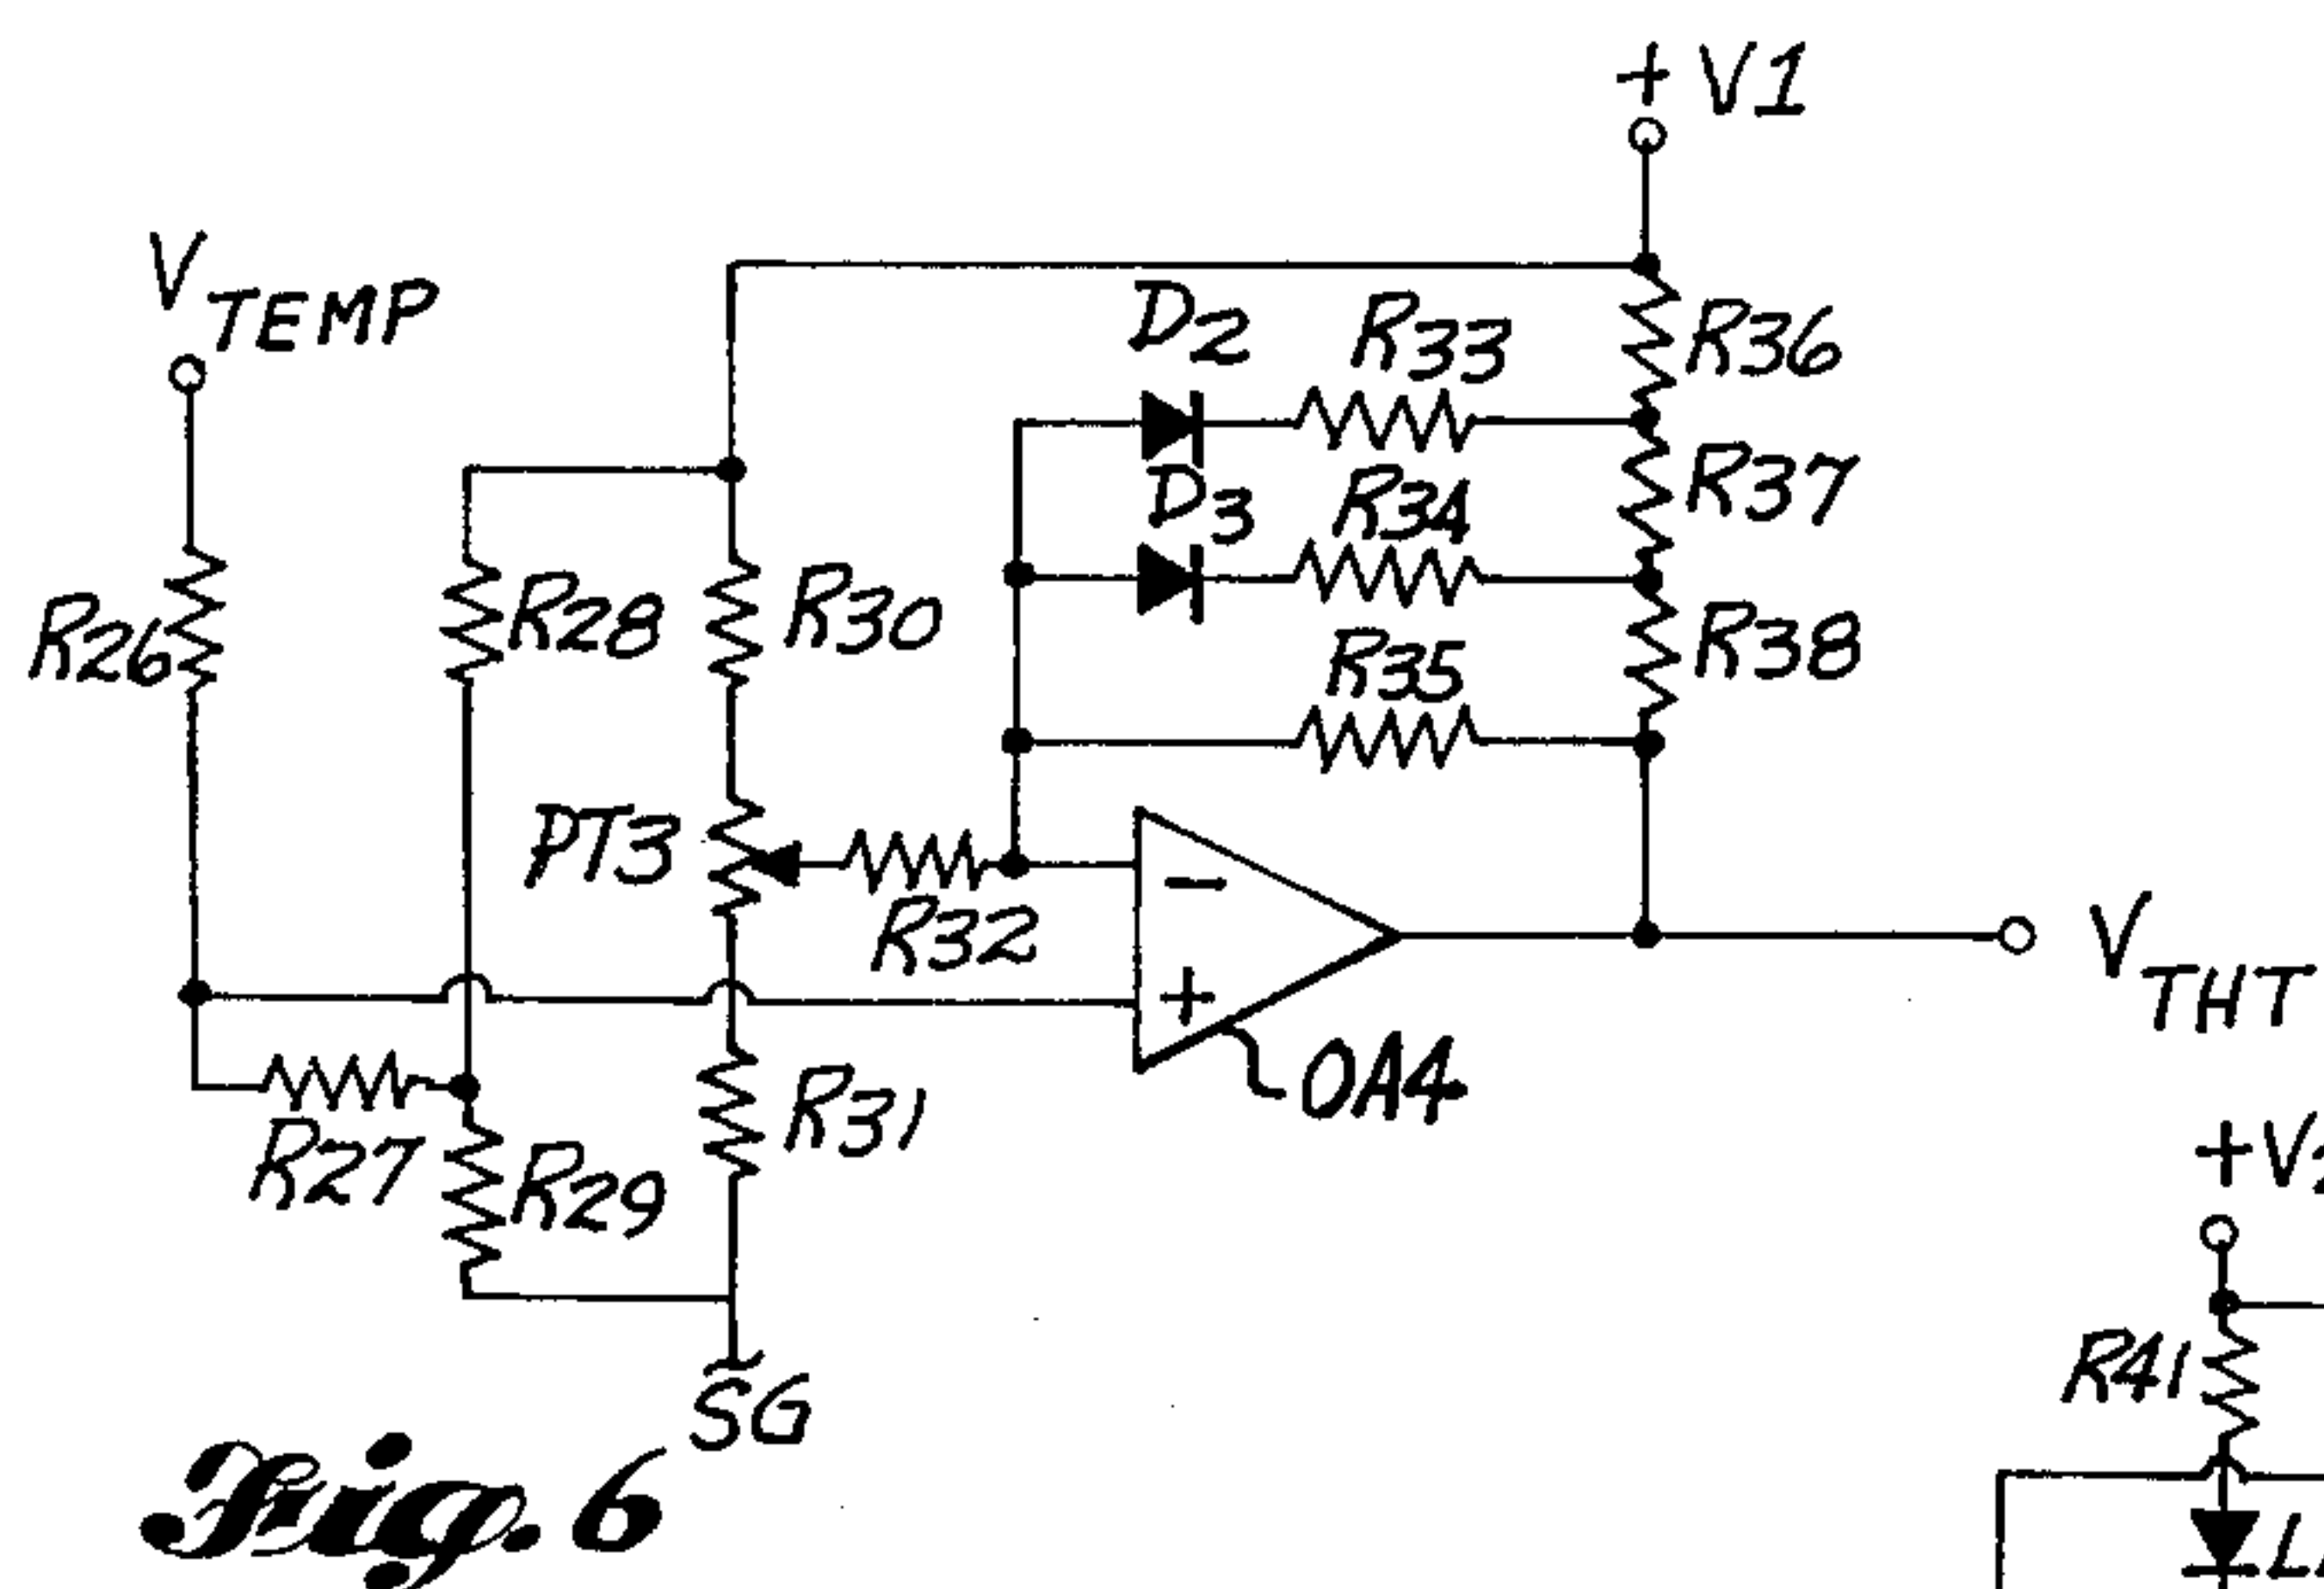 + V1
V TEMP
D2
R33
R36
D3
R34
R37
R26
R28
R30
R35
R38
PT3
R32
−
+
V THT
OA4
R27
R29
R31
+V
SG
R41
Fig. 6